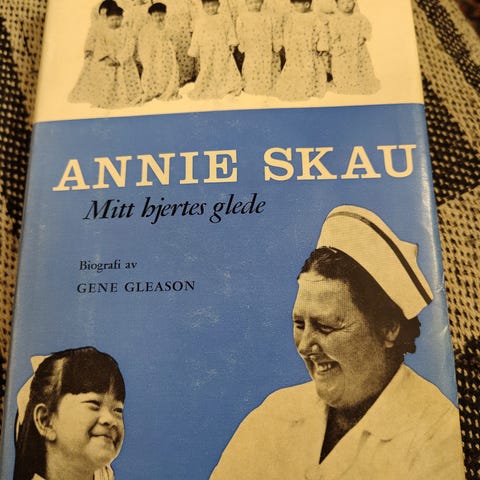 ANNIE SKAU
Mitt hjertes glede
Biografi av
GENE GLEASON